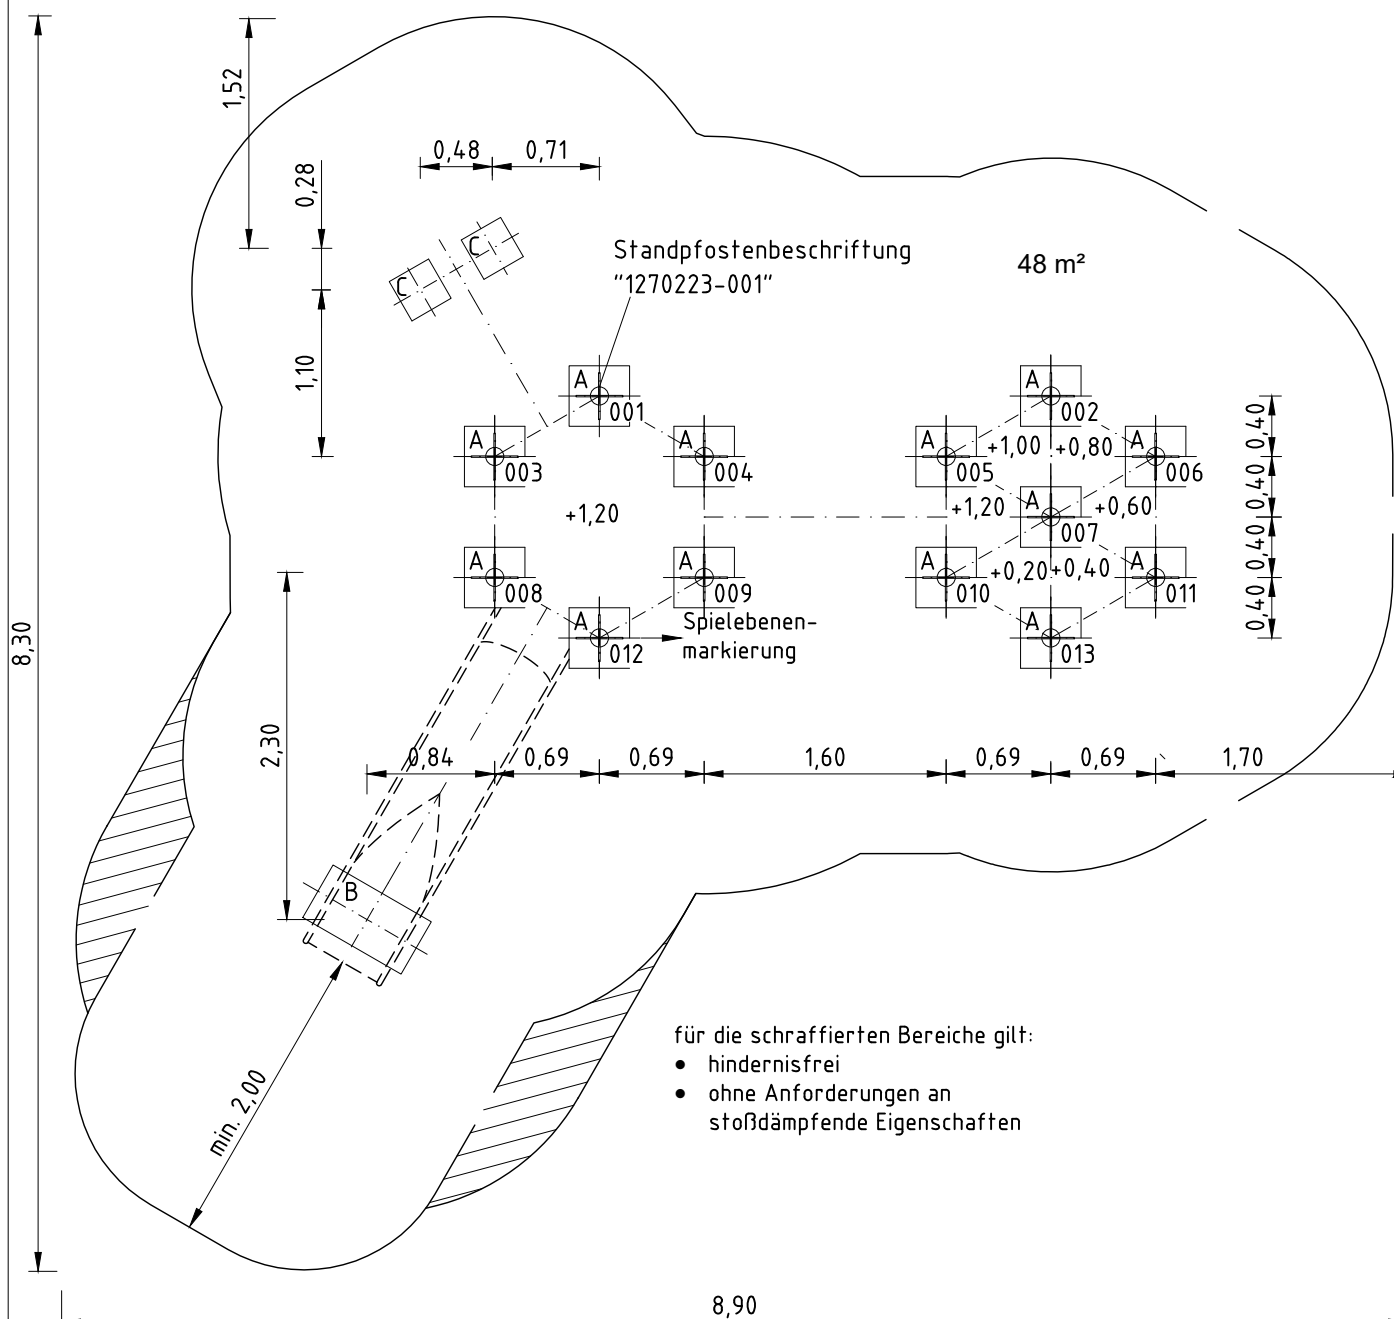 1,52
0,48
0,71
0,28
C
C
Standpfostenbeschriftung
"1270223-001"
48 m²
1,10
A
001
A
002
A
003
A
004
A
005
+1,00
+0,80
A
006
0,40
0,40
0,40
0,40
+1,20
+1,20
A
007
+0,60
A
008
A
009
A
010
+0,20
+0,40
A
011
A
012
Spielebenen-
markierung
A
013
8,30
2,30
0,84
0,69
0,69
1,60
0,69
0,69
1,70
B
min. 2,00
für die schraffierten Bereiche gilt:
• hindernisfrei
• ohne Anforderungen an
stoßdämpfende Eigenschaften
8,90